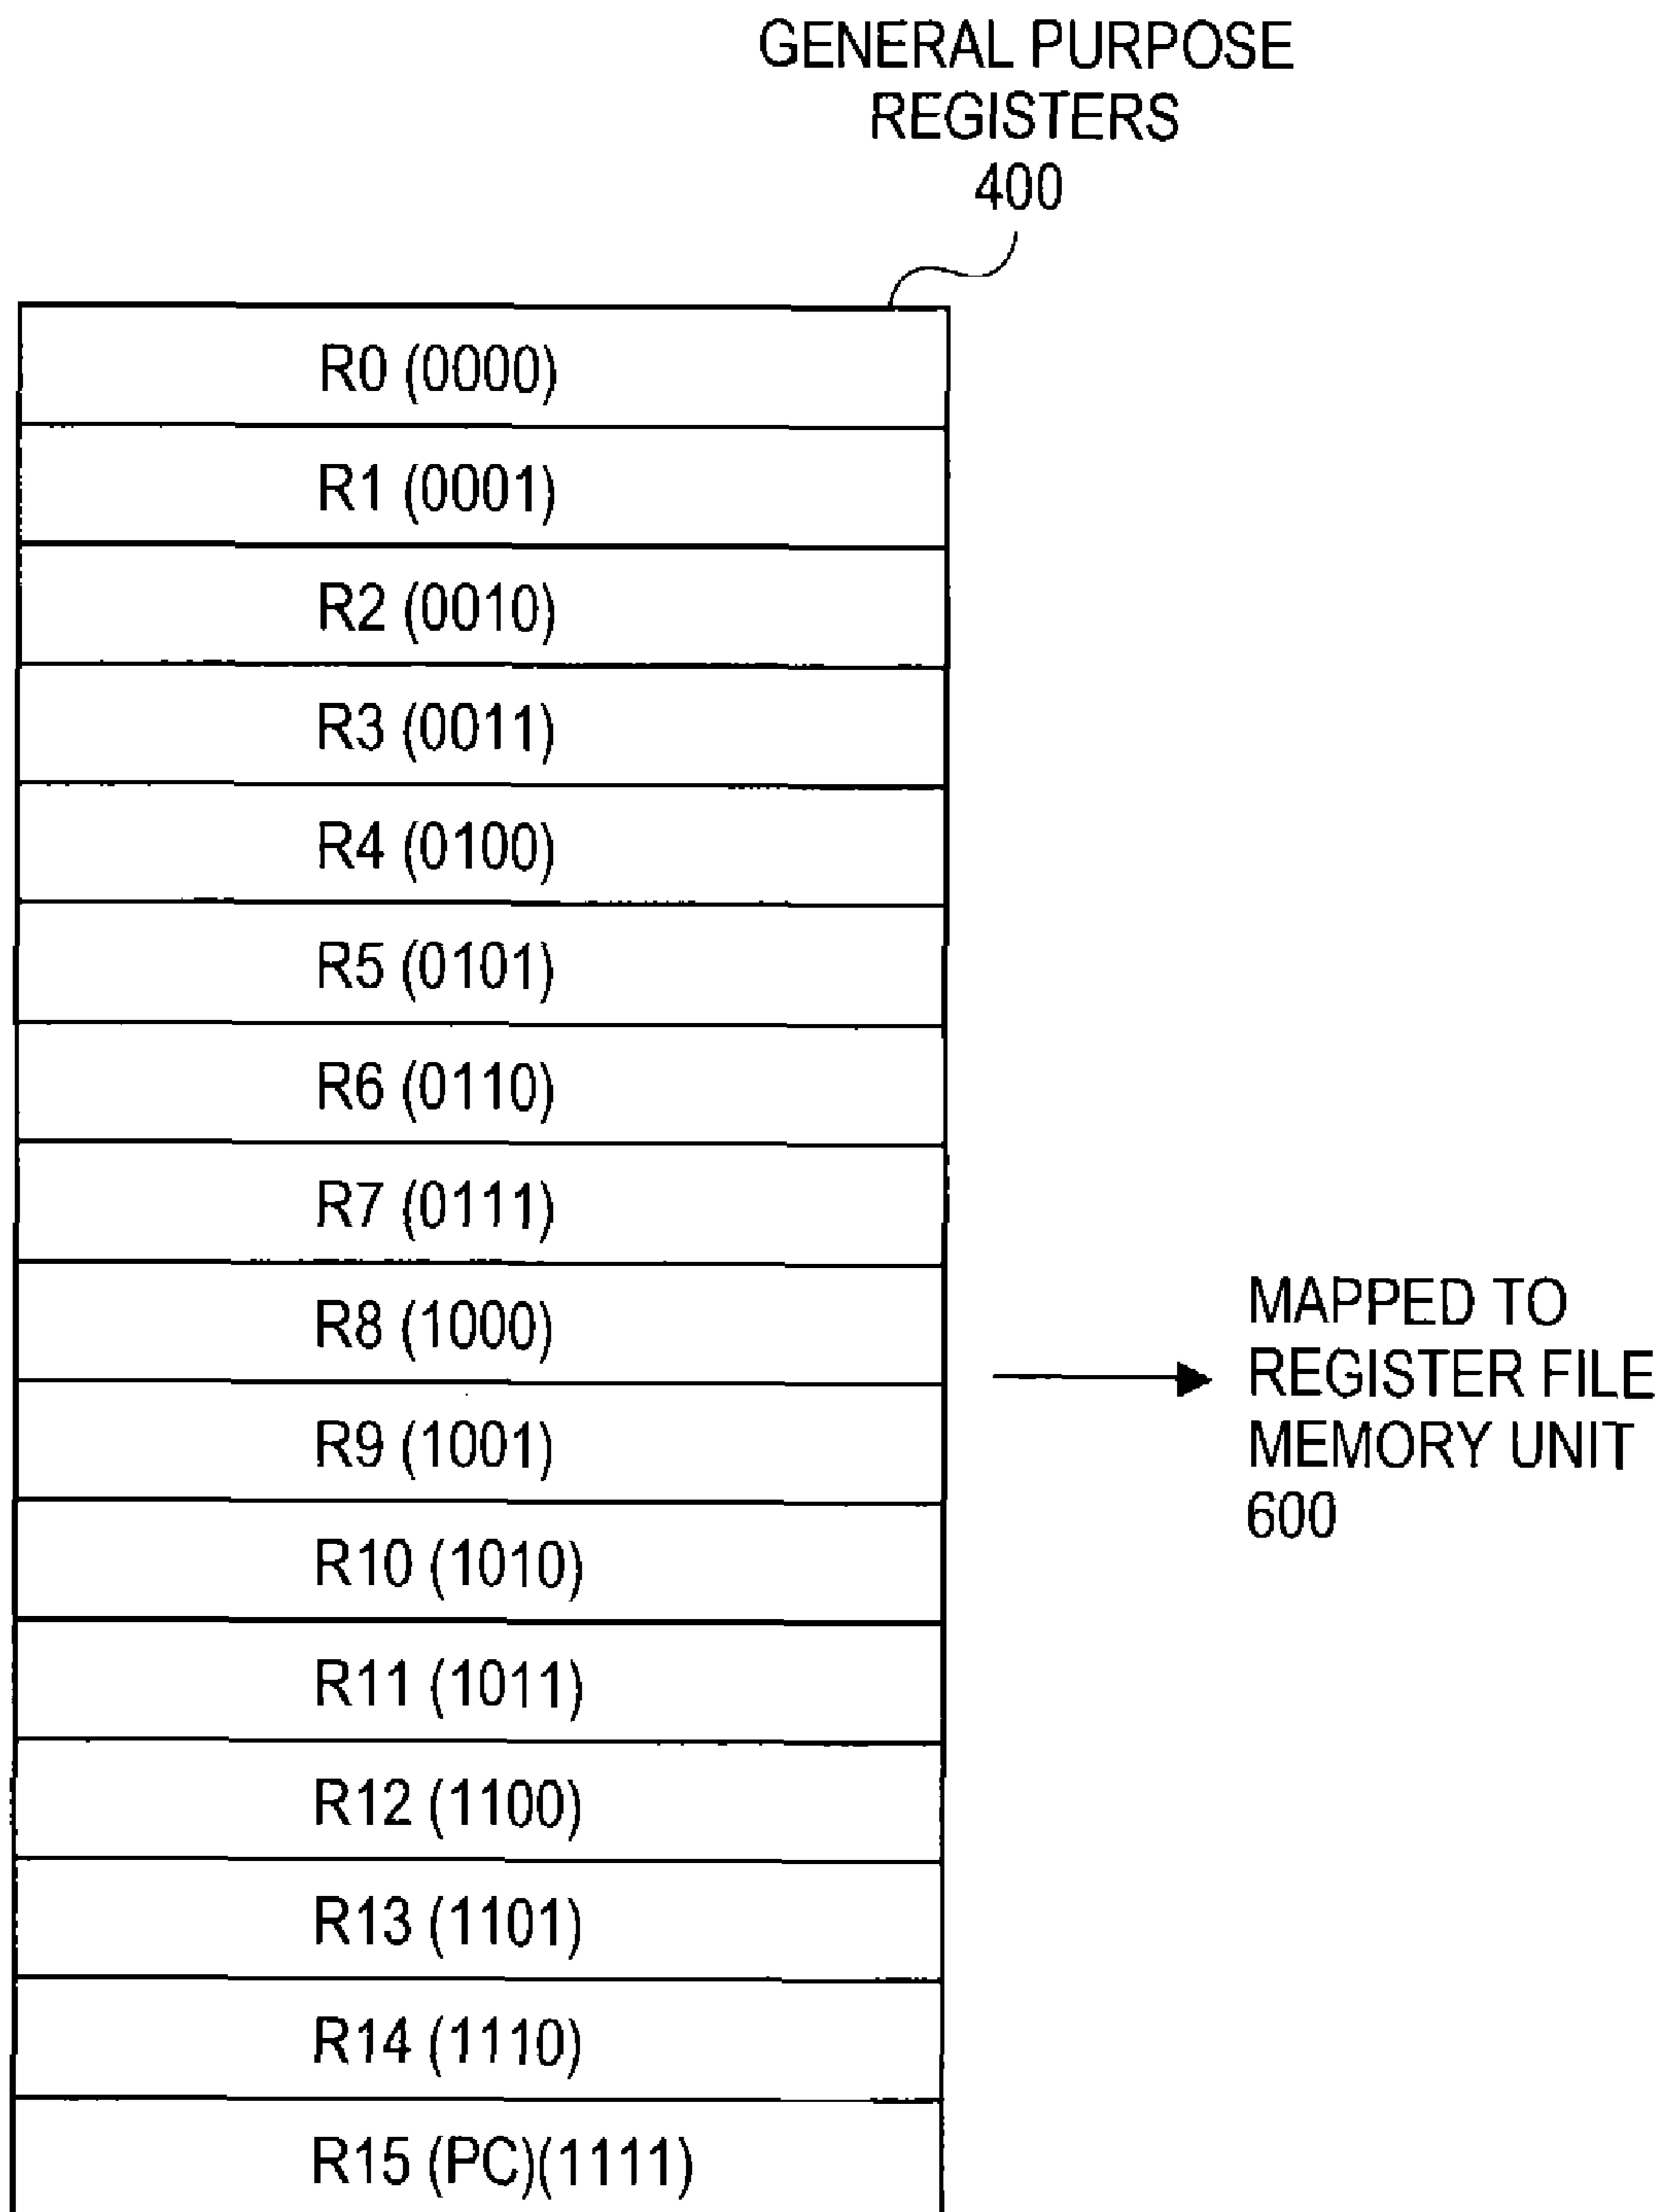 GENERAL PURPOSE
REGISTERS
400
R0 (0000)
R1 (0001)
R2 (0010)
R3 (0011)
R4 (0100)
R5 (0101)
R6 (0110)
R7 (0111)
R8 (1000)
R9 (1001)
R10 (1010)
R11 (1011)
R12 (1100)
R13 (1101)
R14 (1110)
R15 (PC)(1111)
MAPPED TO
REGISTER FILE
MEMORY UNIT
600